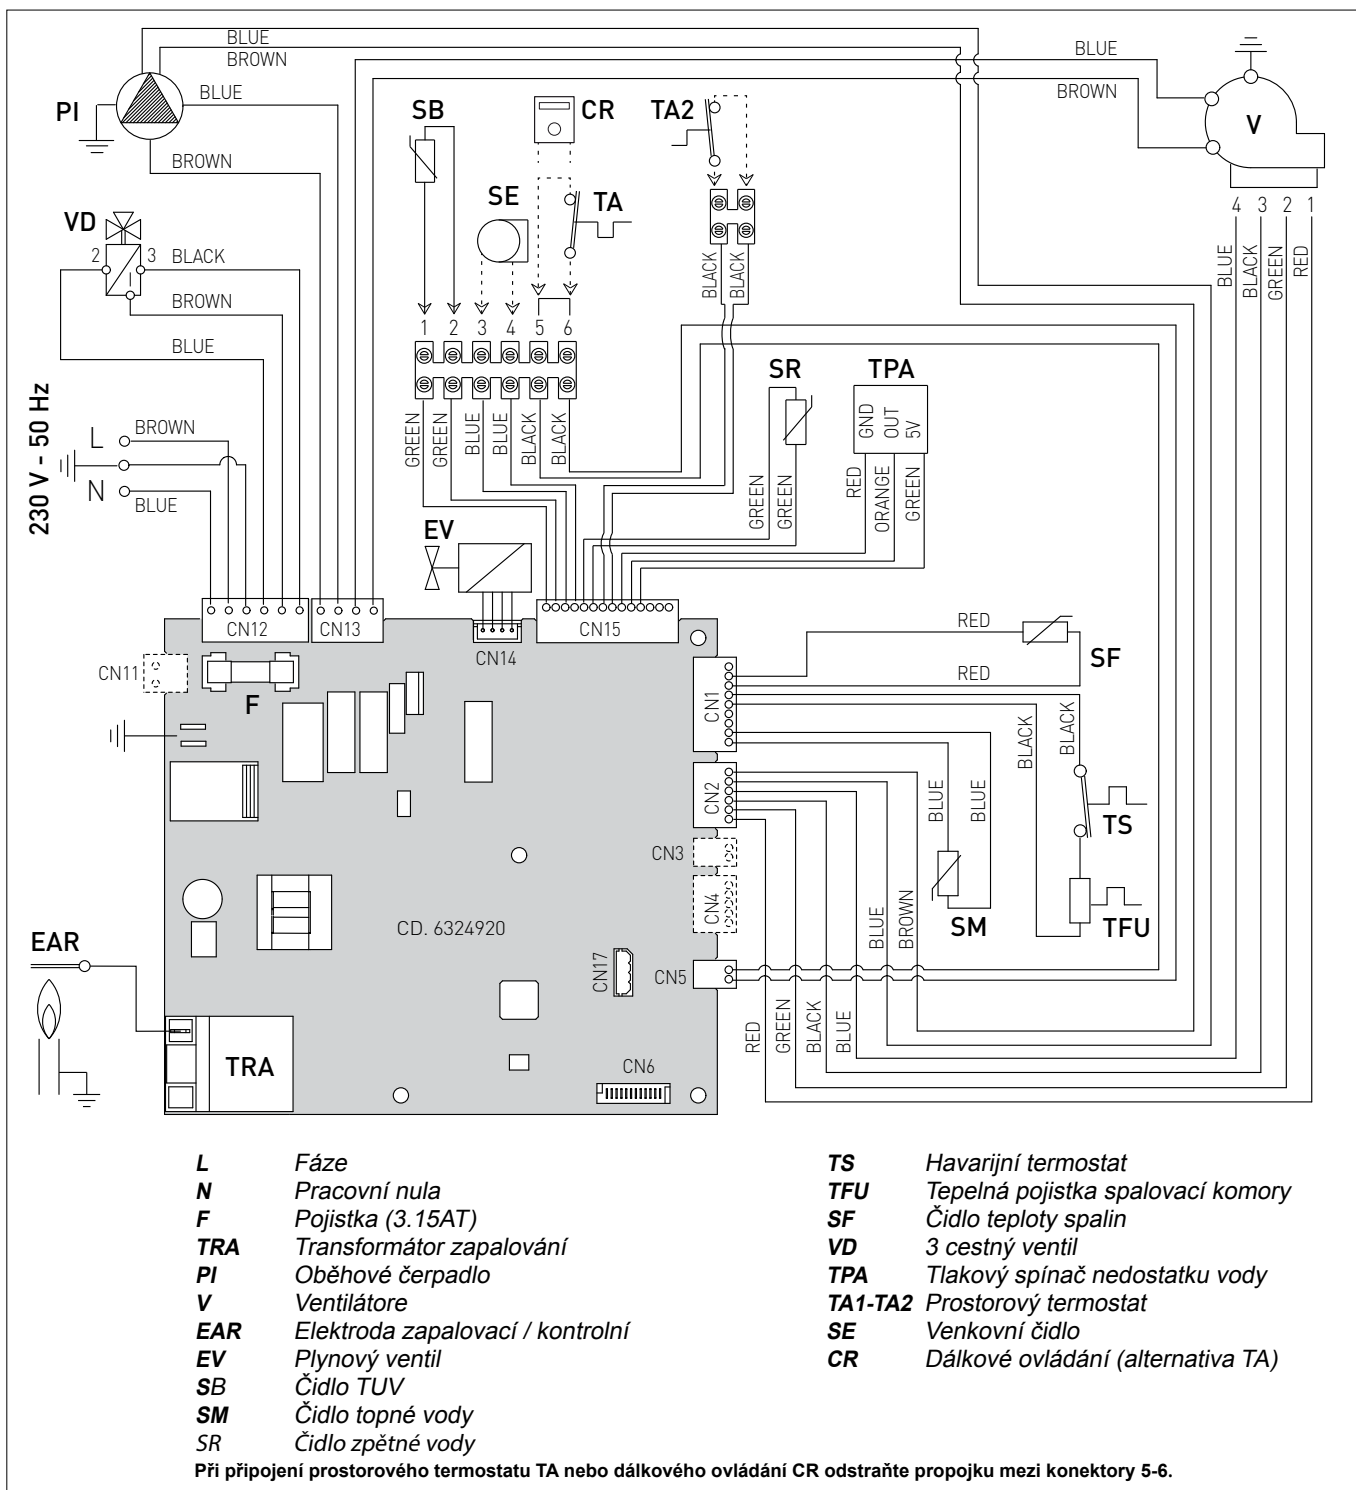 BLUE
BROWN
BLUE
BROWN
PI
BLUE
BROWN
SB
CR
TA2
V
SE
TA
VD
2
3
BLACK
BROWN
BLUE
4 3 2 1
BLUE
BLACK
GREEN
RED
BLACK
BLACK
1 2 3 4 5 6
SR
TPA
GND
OUT
5V
230 V - 50 Hz
L
BROWN
N
BLUE
GREEN
GREEN
BLUE
BLUE
BLACK
BLACK
GREEN
GREEN
RED
ORANGE
GREEN
EV
CN12
CN13
CN14
CN15
RED
SF
RED
CN11
F
CN1
BLACK
BLACK
CN2
BLUE
BLUE
TS
CN3
CN4
SM
TFU
BLUE
BROWN
CD. 6324920
EAR
CN17
CN5
RED
GREEN
BLACK
BLUE
TRA
CN6
L Fáze
N Pracovní nula
F Pojistka (3.15AT)
TRA Transformátor zapalování
PI Oběhové čerpadlo
V Ventilátore
EAR Elektroda zapalovací / kontrolní
EV Plynový ventil
SB Čidlo TUV
SM Čidlo topné vody
SR Čidlo zpětné vody
TS Havarijní termostat
TFU Tepelná pojistka spalovací komory
SF Čidlo teploty spalin
VD 3 cestný ventil
TPA Tlakový spínač nedostatku vody
TA1-TA2 Prostorový termostat
SE Venkovní čidlo
CR Dálkové ovládání (alternativa TA)
Při připojení prostorového termostatu TA nebo dálkového ovládání CR odstraňte propojku mezi konektory 5-6.